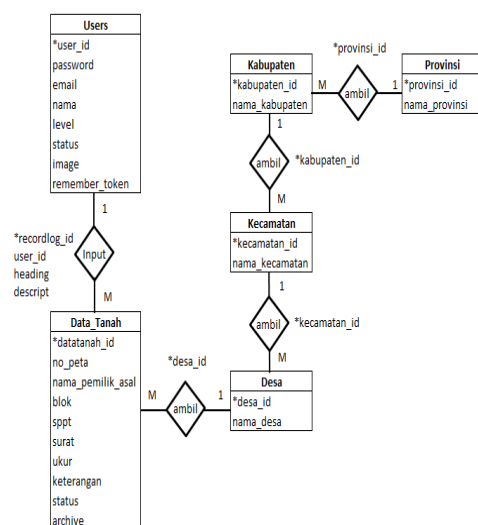 Users
*user_id
password
email
nama
level
status
image
remember_token
1
Input
*recordlog_id
user_id
heading
descript
M
Data_Tanah
*datatanah_id
no_peta
nama_pemilik_asal
blok
sppt
surat
ukur
keterangan
status
archive
M
ambil
*desa_id
1
Desa
*desa_id
nama_desa
M
ambil
*kecamatan_id
1
Kecamatan
*kecamatan_id
nama_kecamatan
M
ambil
*kabupaten_id
1
Kabupaten
*kabupaten_id
nama_kabupaten
M
ambil
*provinsi_id
1
Provinsi
*provinsi_id
nama_provinsi